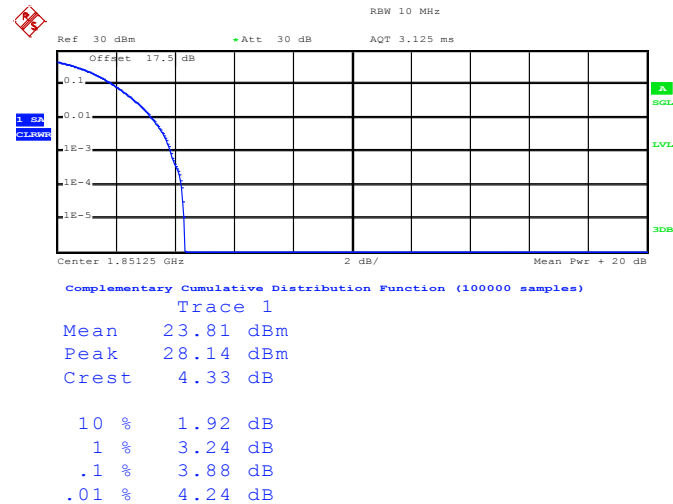 R S
RBW 10 MHz
Ref 30 dBm * Att 30 dB AQT 3.125 ms
Offset 17.5 dB
0.1
A
SGL
0.01
1 SA
CLRWR
1E-3
LVL
1E-4
1E-5
3DB
Center 1.85125 GHz 2 dB/ Mean Pwr + 20 dB
Complementary Cumulative Distribution Function (100000 samples)
Trace 1
Mean 23.81 dBm
Peak 28.14 dBm
Crest 4.33 dB
10 % 1.92 dB
1 % 3.24 dB
.1 % 3.88 dB
.01 % 4.24 dB